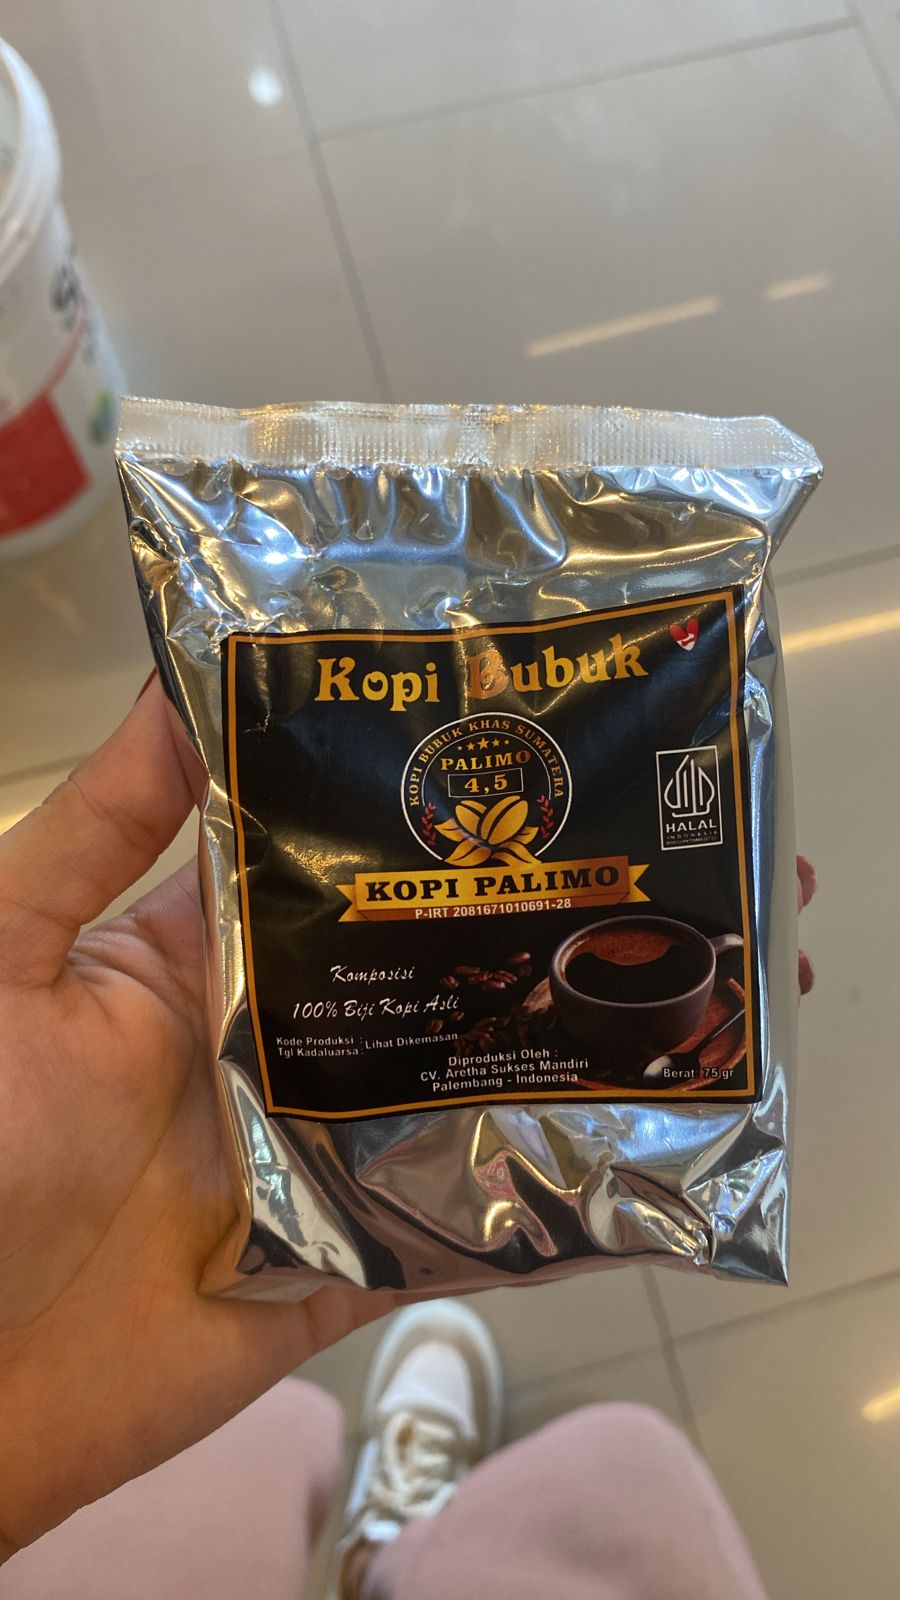 Kopi Bubuk
KOPI BUBUK KHAS SUMATERA
PALIMO
4,5
HALAL
INDONESIA
KOPI PALIMO
P-IRT 2081671010691-28
Komposisi
100% Biji Kopi Asli
Kode Produksi : Lihat Dikemasan
Tgl Kadaluarsa :
Diproduksi Oleh :
CV. Aretha Sukses Mandiri
Palembang - Indonesia
Berat: 75 gr